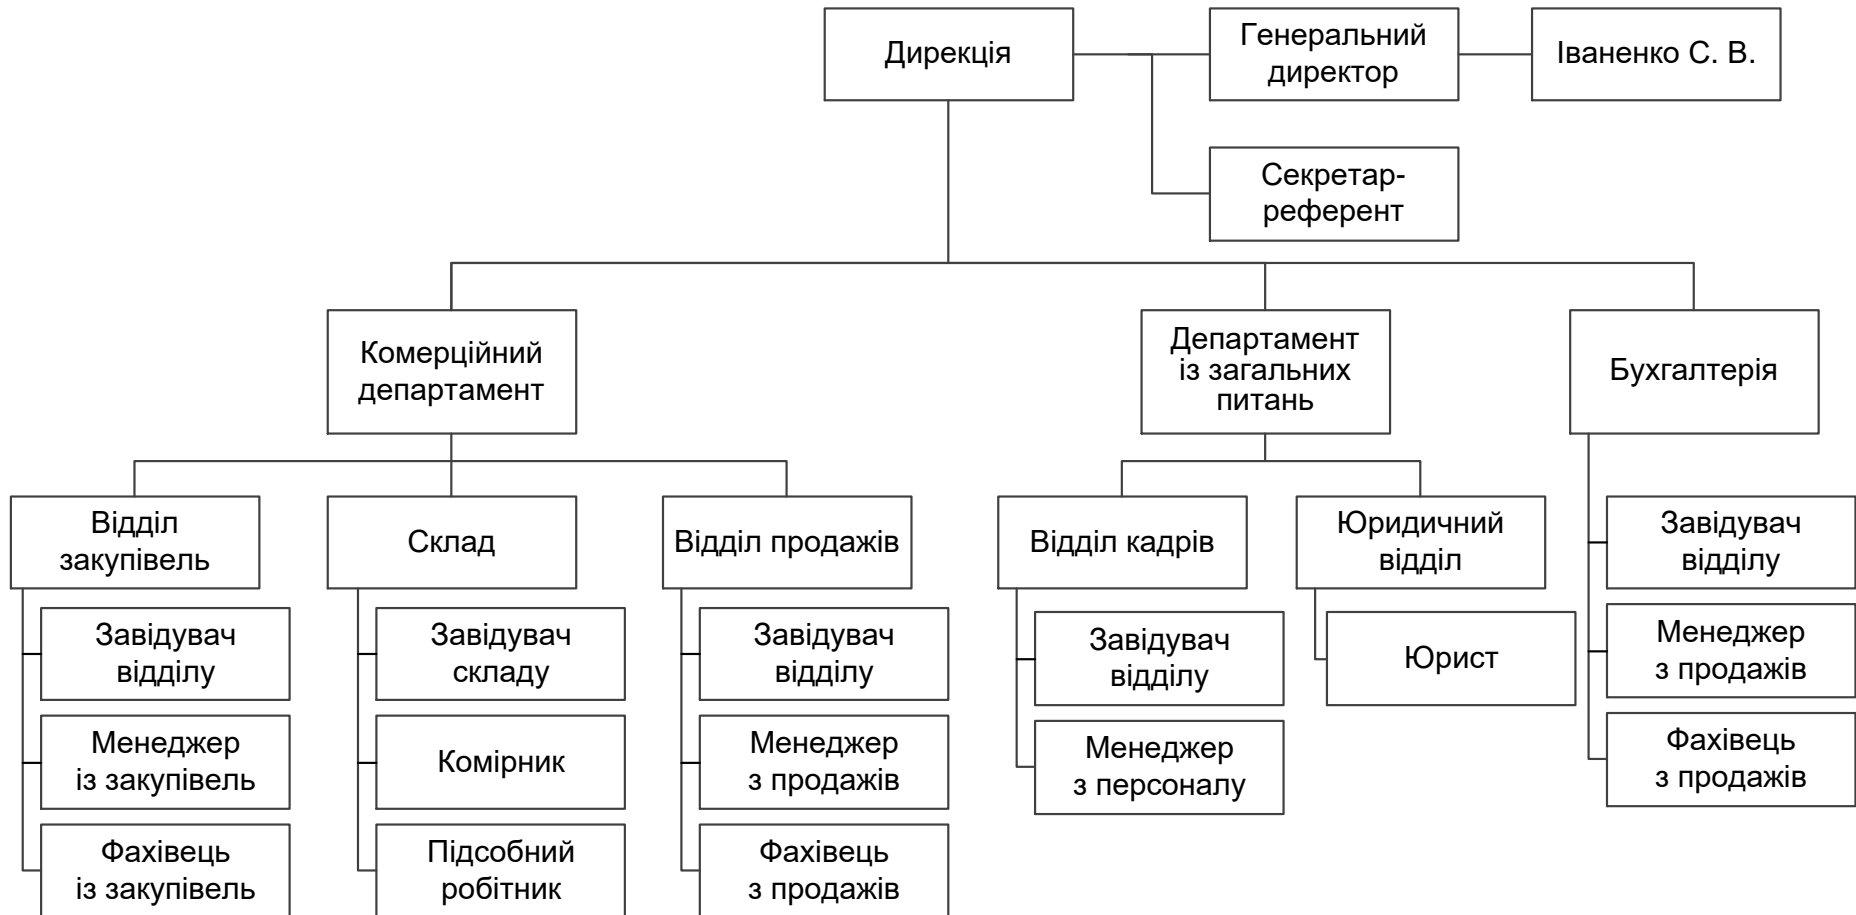 Дирекція
Генеральний
директор
Іваненко С. В.
Секретар-
референт
Комерційний
департамент
Департамент
із загальних
питань
Бухгалтерія
Відділ
закупівель
Склад
Відділ продажів
Відділ кадрів
Юридичний
відділ
Завідувач
відділу
Менеджер
із закупівель
Фахівець
із закупівель
Завідувач
складу
Комірник
Підсобний
робітник
Завідувач
відділу
Менеджер
з продажів
Фахівець
з продажів
Завідувач
відділу
Менеджер
з персоналу
Юрист
Завідувач
відділу
Менеджер
з продажів
Фахівець
з продажів